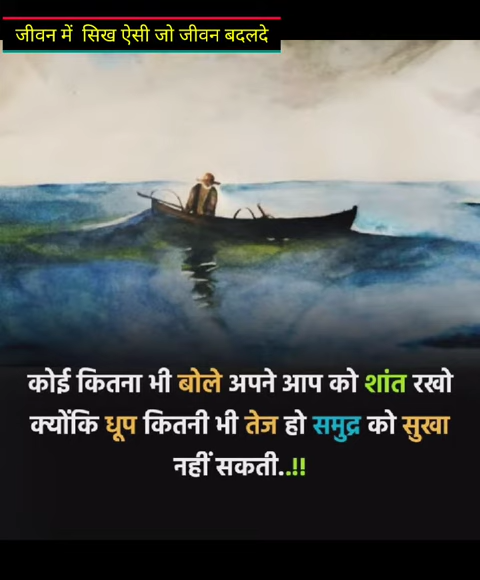 जीवन में सिख ऐसी जो जीवन बदलदे
कोई कितना भी बोले अपने आप को शांत रखो
क्योंकि धूप कितनी भी तेज हो समुद्र को सुखा
नहीं सकती..!!